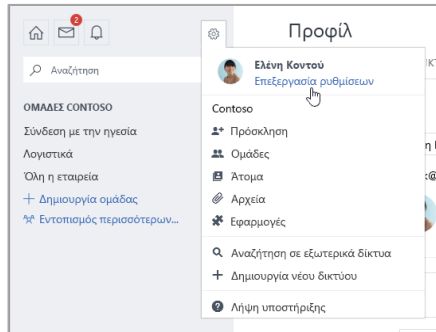 2
Προφίλ
Αναζήτηση
Ελένη Κοντού
Επεξεργασία ρυθμίσεων
ΟΜΑΔΕΣ CONTOSO
Σύνδεση με την ηγεσία
Λογιστικά
Όλη η εταιρεία
Δημιουργία ομάδας
Εντοπισμός περισσότερων...
Contoso
Πρόσκληση
Ομάδες
Άτομα
Αρχεία
Εφαρμογές
Αναζήτηση σε εξωτερικά δίκτυα
Δημιουργία νέου δικτύου
Λήψη υποστήριξης